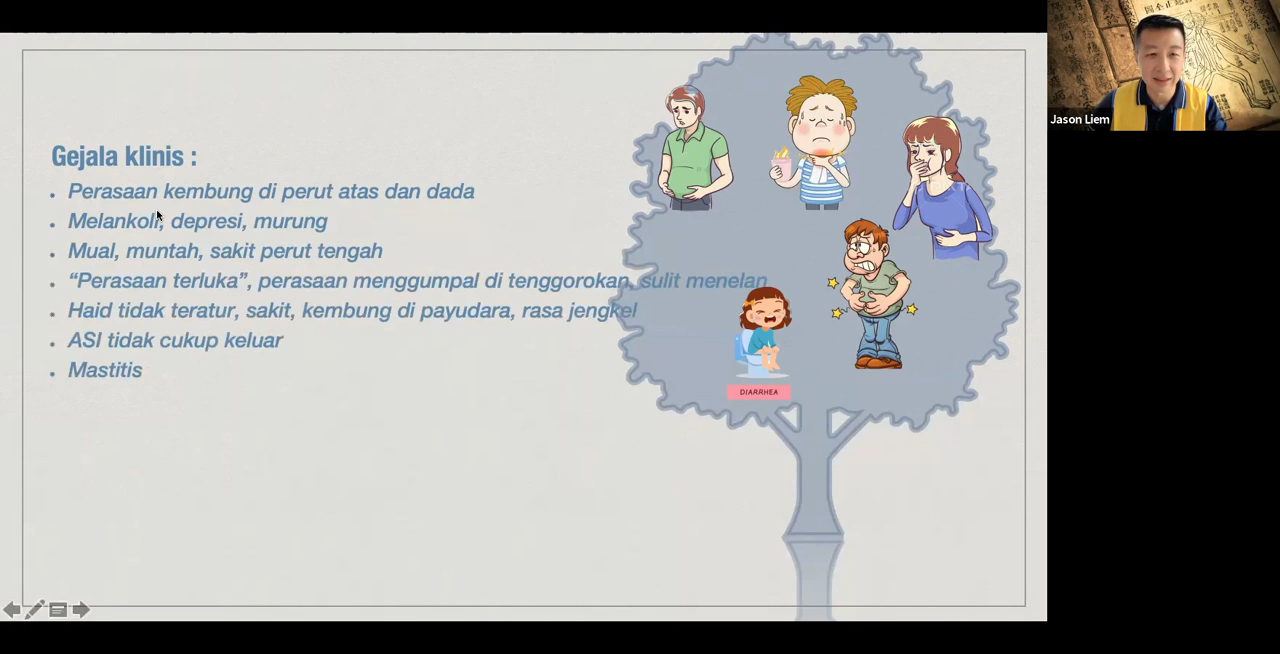 Gejala klinis :
• Perasaan kembung di perut atas dan dada
• Melankoli, depresi, murung
• Mual, muntah, sakit perut tengah
• “Perasaan terluka”, perasaan menggumpal di tenggorokan, sulit menelan
• Haid tidak teratur, sakit, kembung di payudara, rasa jengkel
• ASI tidak cukup keluar
• Mastitis
DIARRHEA
Jason Liem